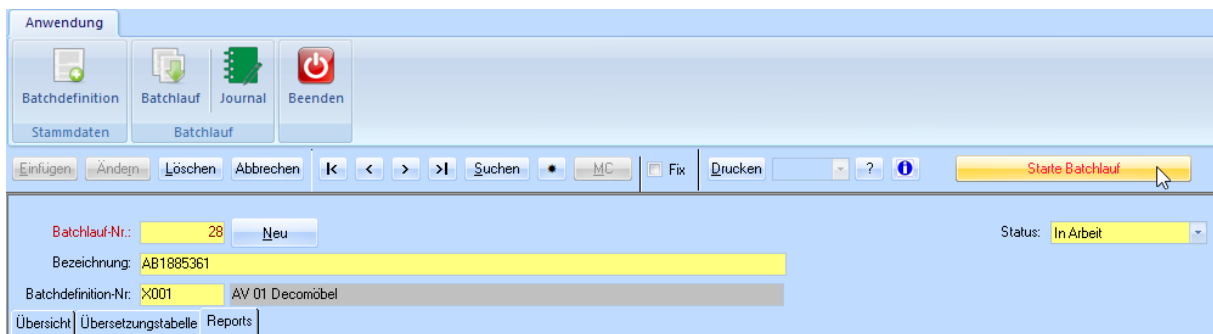 Anwendung
Batchdefinition Batchlauf Journal Beenden
Stammdaten Batchlauf
Einfügen Ändern Löschen Abbrechen |< < > >| Suchen * MC Fix Drucken ? i Starte Batchlauf
Batchlauf-Nr.: 28 Neu Status: In Arbeit
Bezeichnung: AB1885361
Batchdefinition-Nr: X001 AV 01 Decomöbel
Übersicht Übersetzungstabelle Reports